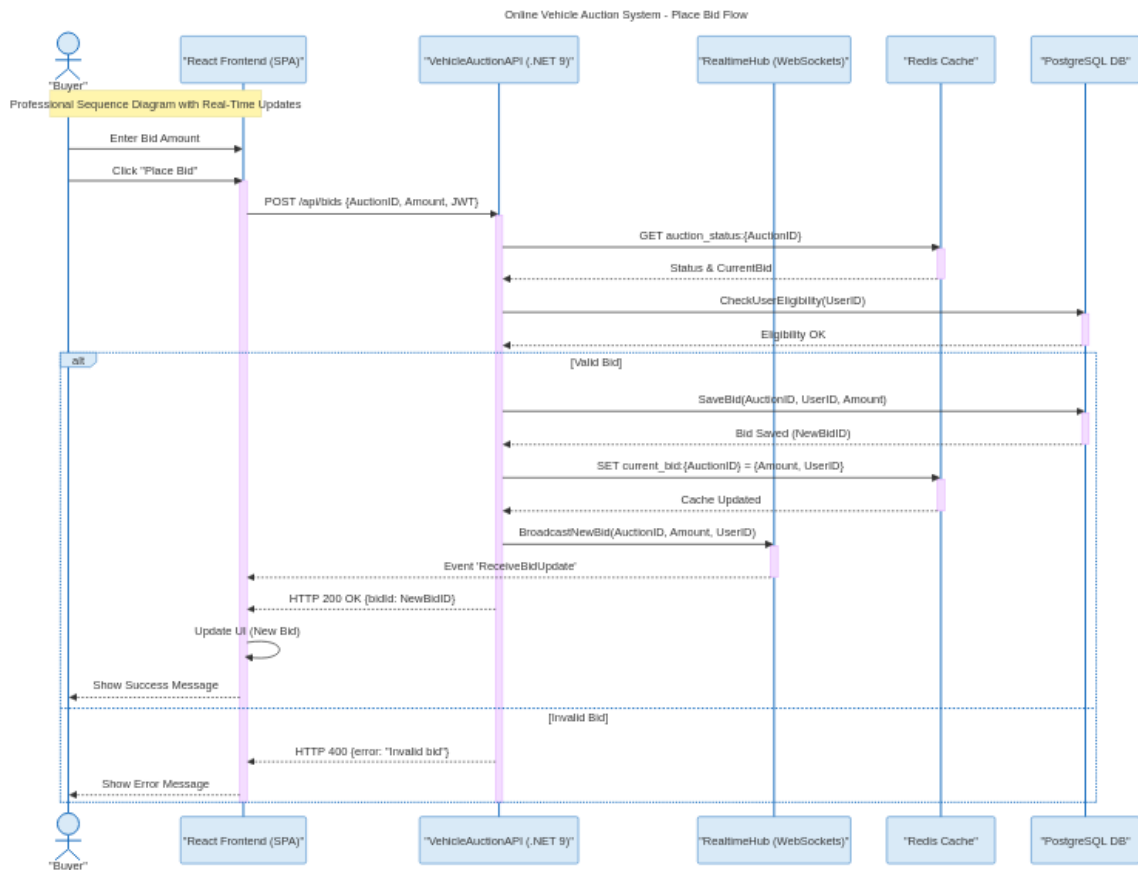 Online Vehicle Auction System - Place Bid Flow
"Buyer"
"React Frontend (SPA)"
"VehicleAuctionAPI (.NET 9)"
"RealtimeHub (WebSockets)"
"Redis Cache"
"PostgreSQL DB"
Professional Sequence Diagram with Real-Time Updates
Enter Bid Amount
Click "Place Bid"
POST /api/bids {AuctionID, Amount, JWT}
GET auction_status:{AuctionID}
Status & CurrentBid
CheckUserEligibility(UserID)
Eligibility OK
alt
[Valid Bid]
SaveBid(AuctionID, UserID, Amount)
Bid Saved (NewBidID)
SET current_bid:{AuctionID} = {Amount, UserID}
Cache Updated
BroadcastNewBid(AuctionID, Amount, UserID)
Event 'ReceiveBidUpdate'
HTTP 200 OK {bidId: NewBidID}
Update UI (New Bid)
Show Success Message
[Invalid Bid]
HTTP 400 {error: "Invalid bid"}
Show Error Message
"Buyer"
"React Frontend (SPA)"
"VehicleAuctionAPI (.NET 9)"
"RealtimeHub (WebSockets)"
"Redis Cache"
"PostgreSQL DB"